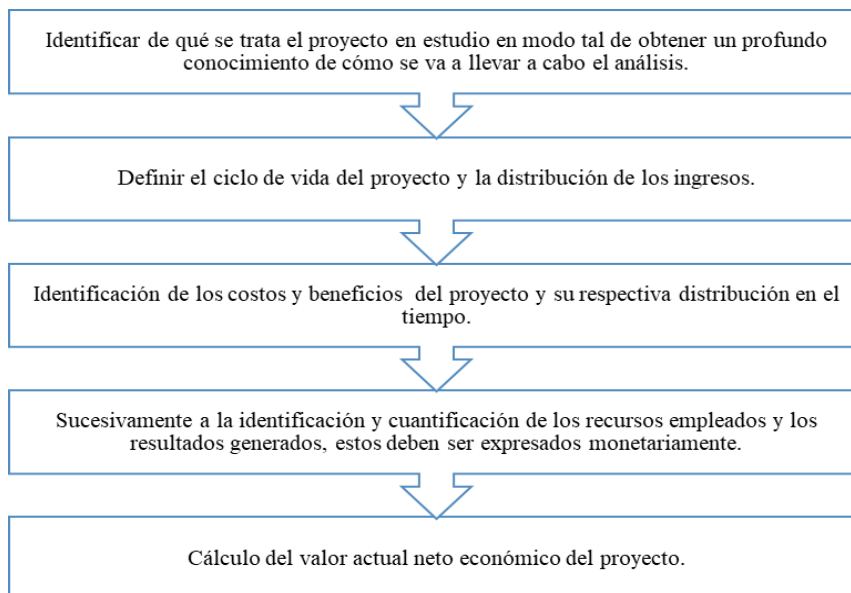 Identificar de qué se trata el proyecto en estudio en modo tal de obtener un profundo
conocimiento de cómo se va a llevar a cabo el análisis.
Definir el ciclo de vida del proyecto y la distribución de los ingresos.
Identificación de los costos y beneficios del proyecto y su respectiva distribución en el
tiempo.
Sucesivamente a la identificación y cuantificación de los recursos empleados y los
resultados generados, estos deben ser expresados monetariamente.
Cálculo del valor actual neto económico del proyecto.